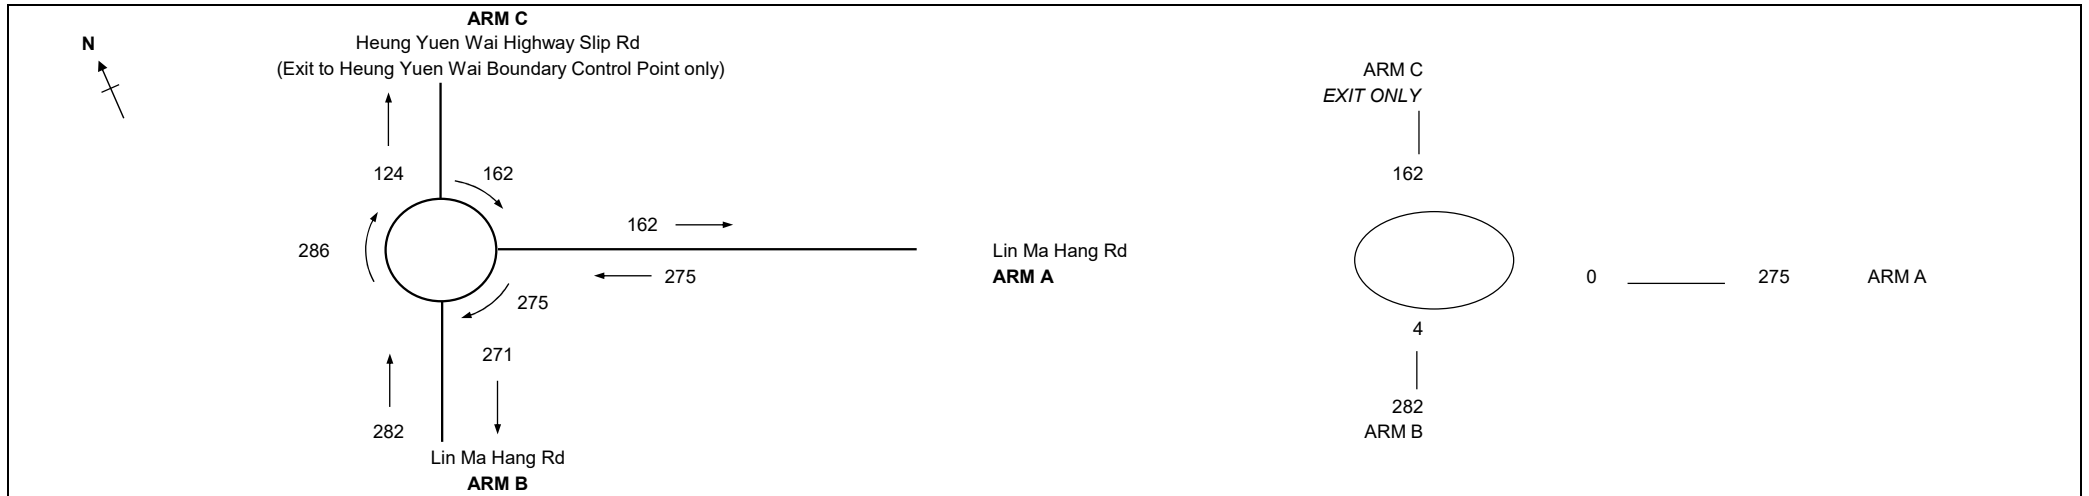 ARM C
N
Heung Yuen Wai Highway Slip Rd
(Exit to Heung Yuen Wai Boundary Control Point only)
124
162
286
162
275
275
271
282
Lin Ma Hang Rd
ARM A
Lin Ma Hang Rd
ARM B
ARM C
EXIT ONLY
162
0
275
ARM A
4
282
ARM B